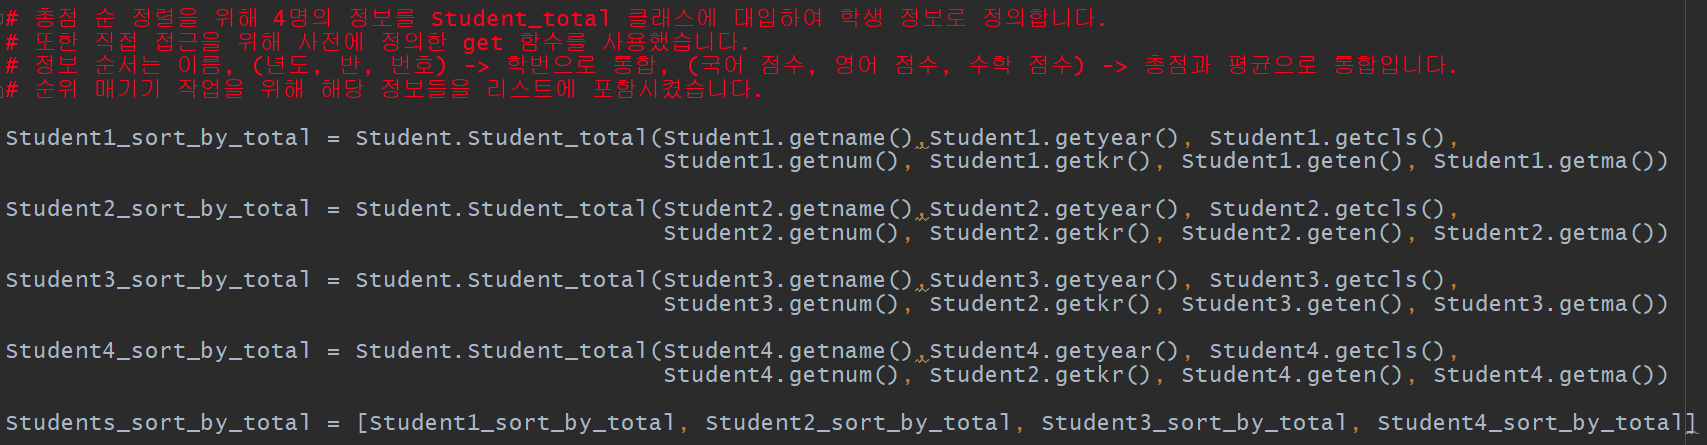 # 총점 순 정렬을 위해 4명의 정보를 Student_total 클래스에 대입하여 학생 정보로 정의합니다.
# 또한 직접 접근을 위해 사전에 정의한 get 함수를 사용했습니다.
# 정보 순서는 이름, (년도, 반, 번호) -> 학번으로 통합, (국어 점수, 영어 점수, 수학 점수) -> 총점과 평균으로 통합입니다.
# 순위 매기기 작업을 위해 해당 정보들을 리스트에 포함시켰습니다.
Student1_sort_by_total = Student.Student_total(Student1.getname(),Student1.getyear(), Student1.getcls(),
Student1.getnum(), Student1.getkr(), Student1.geten(), Student1.getma())
Student2_sort_by_total = Student.Student_total(Student2.getname(),Student2.getyear(), Student2.getcls(),
Student2.getnum(), Student2.getkr(), Student2.geten(), Student2.getma())
Student3_sort_by_total = Student.Student_total(Student3.getname(),Student3.getyear(), Student3.getcls(),
Student3.getnum(), Student2.getkr(), Student3.geten(), Student3.getma())
Student4_sort_by_total = Student.Student_total(Student4.getname(),Student4.getyear(), Student4.getcls(),
Student4.getnum(), Student2.getkr(), Student4.geten(), Student4.getma())
Students_sort_by_total = [Student1_sort_by_total, Student2_sort_by_total, Student3_sort_by_total, Student4_sort_by_total]